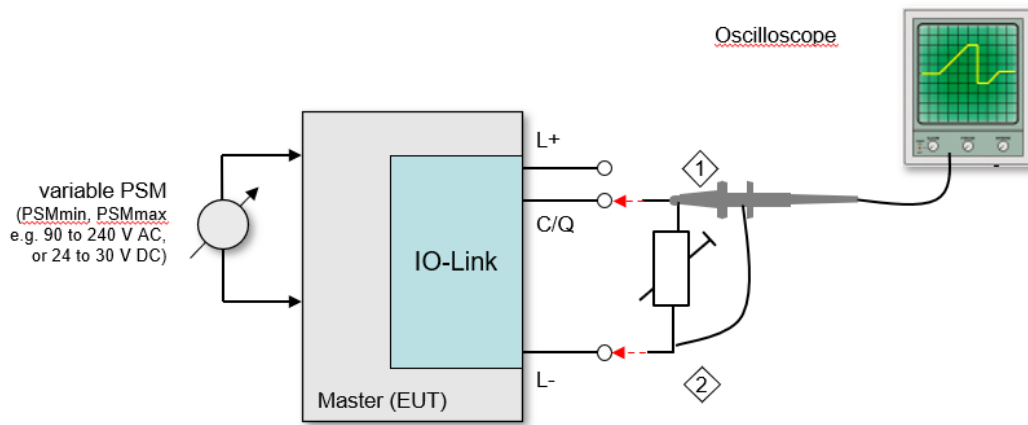 Oscilloscope
L+
1
variable PSM
(PSMmin, PSMmax
e.g. 90 to 240 V AC,
or 24 to 30 V DC)
C/Q
IO-Link
L-
2
Master (EUT)